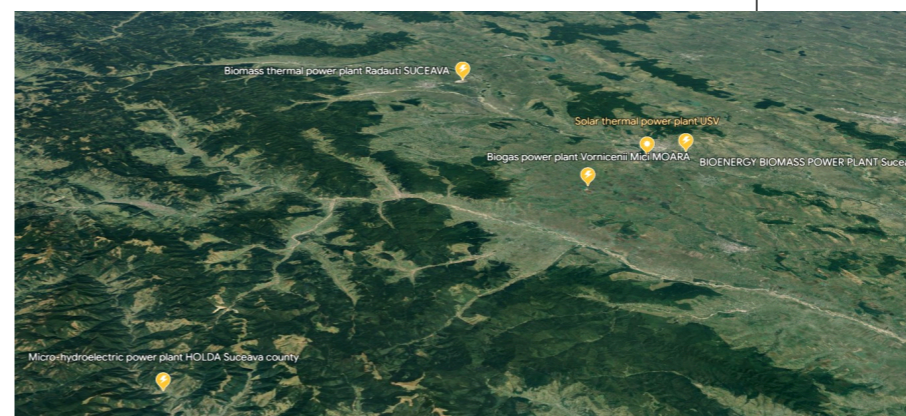 Biomass thermal power plant Radauti SUCEAVA
Solar thermal power plant USV
Biogas power plant Vornicenii Mici MOARA
BIOENERGY BIOMASS POWER PLANT Sucea
Micro-hydroelectric power plant HOLDA Suceava county